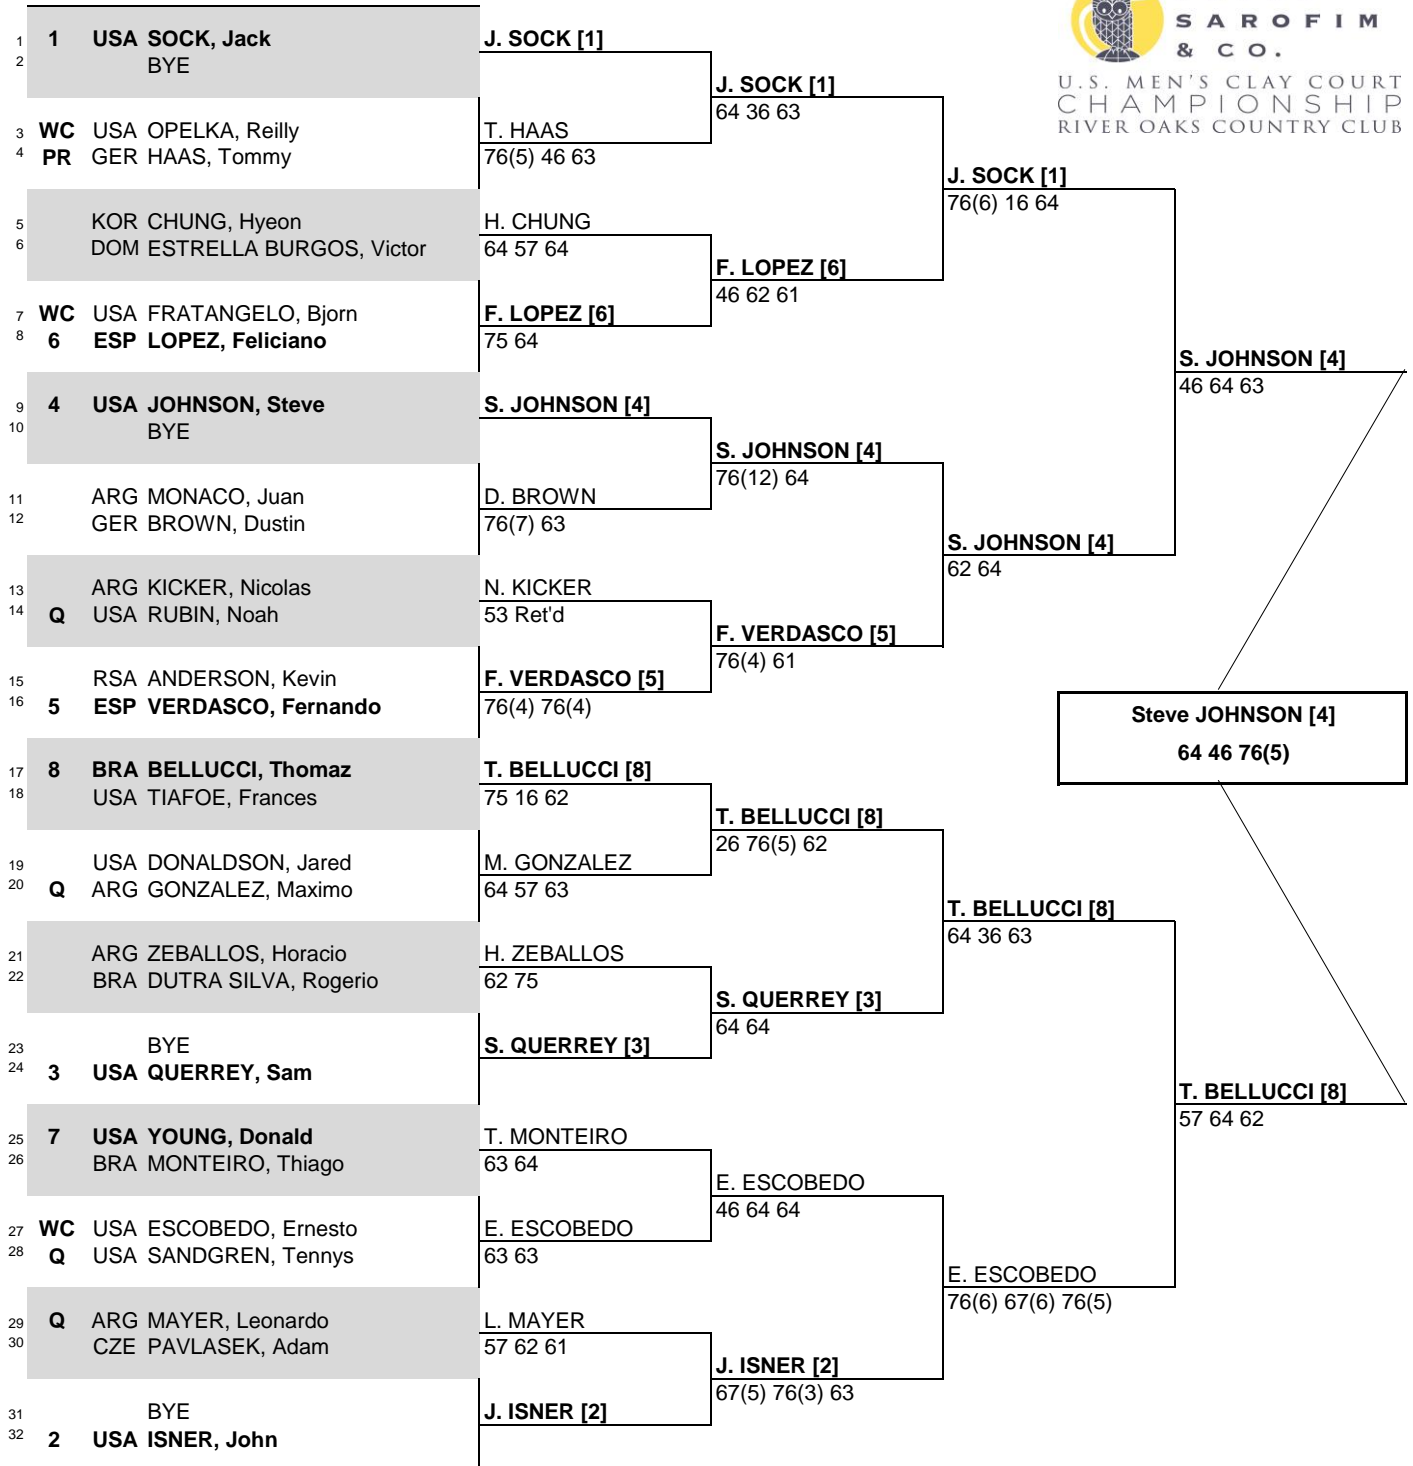 SAROFIM
& CO.
U.S. MEN'S CLAY COURT
CHAMPIONSHIP
RIVER OAKS COUNTRY CLUB
1 1 USA SOCK, Jack
2 BYE
3 WC USA OPELKA, Reilly
4 PR GER HAAS, Tommy
5 KOR CHUNG, Hyeon
6 DOM ESTRELLA BURGOS, Victor
7 WC USA FRATANGELO, Bjorn
8 6 ESP LOPEZ, Feliciano
9 4 USA JOHNSON, Steve
10 BYE
11 ARG MONACO, Juan
12 GER BROWN, Dustin
13 ARG KICKER, Nicolas
14 Q USA RUBIN, Noah
15 RSA ANDERSON, Kevin
16 5 ESP VERDASCO, Fernando
17 8 BRA BELLUCCI, Thomaz
18 USA TIAFOE, Frances
19 USA DONALDSON, Jared
20 Q ARG GONZALEZ, Maximo
21 ARG ZEBALLOS, Horacio
22 BRA DUTRA SILVA, Rogerio
23 BYE
24 3 USA QUERREY, Sam
25 7 USA YOUNG, Donald
26 BRA MONTEIRO, Thiago
27 WC USA ESCOBEDO, Ernesto
28 Q USA SANDGREN, Tennys
29 Q ARG MAYER, Leonardo
30 CZE PAVLASEK, Adam
31 BYE
32 2 USA ISNER, John
J. SOCK [1]
T. HAAS
76(5) 46 63
H. CHUNG
64 57 64
F. LOPEZ [6]
75 64
S. JOHNSON [4]
D. BROWN
76(7) 63
N. KICKER
53 Ret'd
F. VERDASCO [5]
76(4) 76(4)
T. BELLUCCI [8]
75 16 62
M. GONZALEZ
64 57 63
H. ZEBALLOS
62 75
S. QUERREY [3]
T. MONTEIRO
63 64
E. ESCOBEDO
63 63
L. MAYER
57 62 61
J. ISNER [2]
J. SOCK [1]
64 36 63
F. LOPEZ [6]
46 62 61
S. JOHNSON [4]
76(12) 64
F. VERDASCO [5]
76(4) 61
T. BELLUCCI [8]
26 76(5) 62
S. QUERREY [3]
64 64
E. ESCOBEDO
46 64 64
J. ISNER [2]
67(5) 76(3) 63
J. SOCK [1]
76(6) 16 64
S. JOHNSON [4]
62 64
T. BELLUCCI [8]
64 36 63
E. ESCOBEDO
76(6) 67(6) 76(5)
S. JOHNSON [4]
46 64 63
T. BELLUCCI [8]
57 64 62
Steve JOHNSON [4]
64 46 76(5)